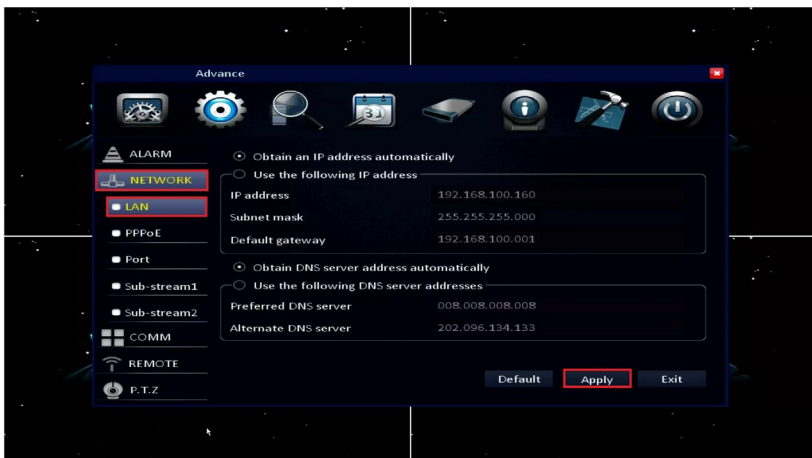 Advance
31
ALARM
NETWORK
LAN
PPPoE
Port
Sub-stream1
Sub-stream2
COMM
REMOTE
P.T.Z
Obtain an IP address automatically
Use the following IP address
IP address 192.168.100.160
Subnet mask 255.255.255.000
Default gateway 192.168.100.001
Obtain DNS server address automatically
Use the following DNS server addresses
Preferred DNS server 008.008.008.008
Alternate DNS server 202.096.134.133
Default Apply Exit